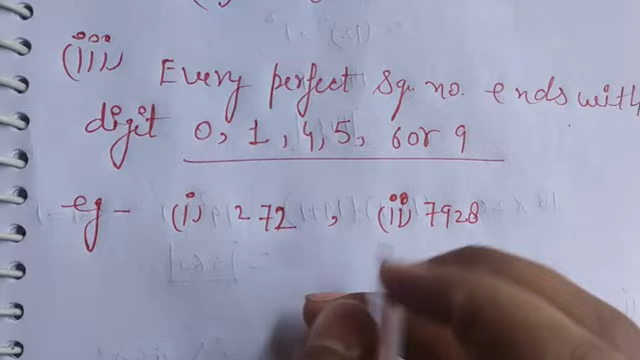 (iii) Every perfect sq. no. ends with
digit 0, 1, 4, 5, 6 or 9
eg - (i) 272 , (ii) 7928